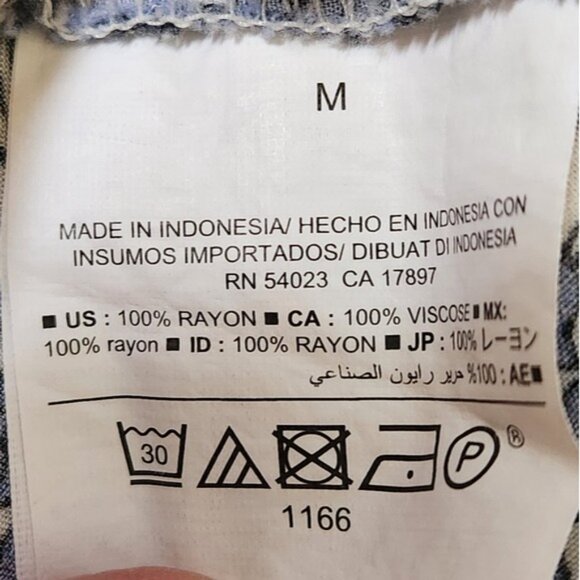 M
MADE IN INDONESIA/ HECHO EN INDONESIA CON
INSUMOS IMPORTADOS/ DIBUAT DI INDONESIA
RN 54023 CA 17897
■ US : 100% RAYON ■ CA : 100% VISCOSE ■ MX:
100% rayon ■ ID : 100% RAYON ■ JP : 100% レーヨン
■AE : 100% حرير رايون الصناعي
30 P ®
1166